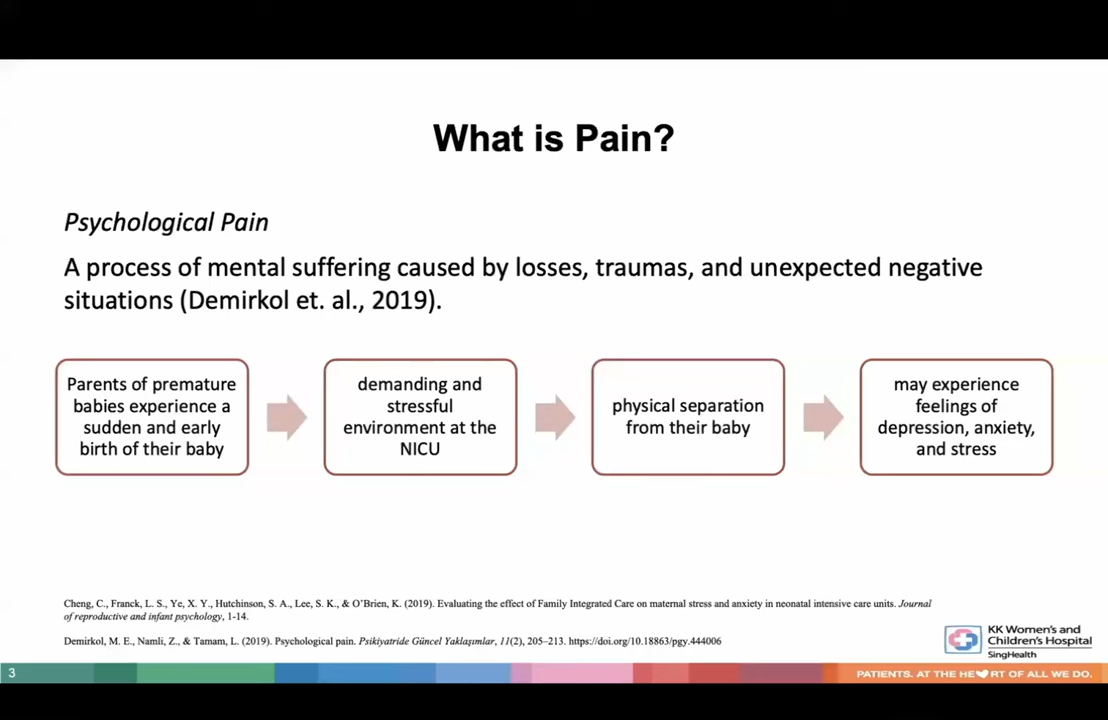 What is Pain?
Psychological Pain
A process of mental suffering caused by losses, traumas, and unexpected negative
situations (Demirkol et. al., 2019).
Parents of premature
babies experience a
sudden and early
birth of their baby
demanding and
stressful
environment at the
NICU
physical separation
from their baby
may experience
feelings of
depression, anxiety,
and stress
Cheng, C., Franck, L. S., Ye, X. Y., Hutchinson, S. A., Lee, S. K., & O'Brien, K. (2019). Evaluating the effect of Family Integrated Care on maternal stress and anxiety in neonatal intensive care units. Journal
of reproductive and infant psychology, 1-14.
Demirkol, M. E., Namli, Z., & Tamam, L. (2019). Psychological pain. Psikiyatride Güncel Yaklaşımlar, 11(2), 205–213. https://doi.org/10.18863/pgy.444006
KK Women's and
Children's Hospital
SingHealth
3
PATIENTS. AT THE HE❤RT OF ALL WE DO.